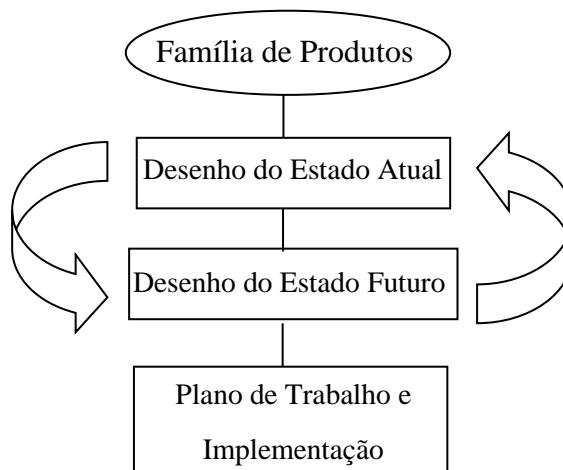 Família de Produtos
Desenho do Estado Atual
Desenho do Estado Futuro
Plano de Trabalho e
Implementação